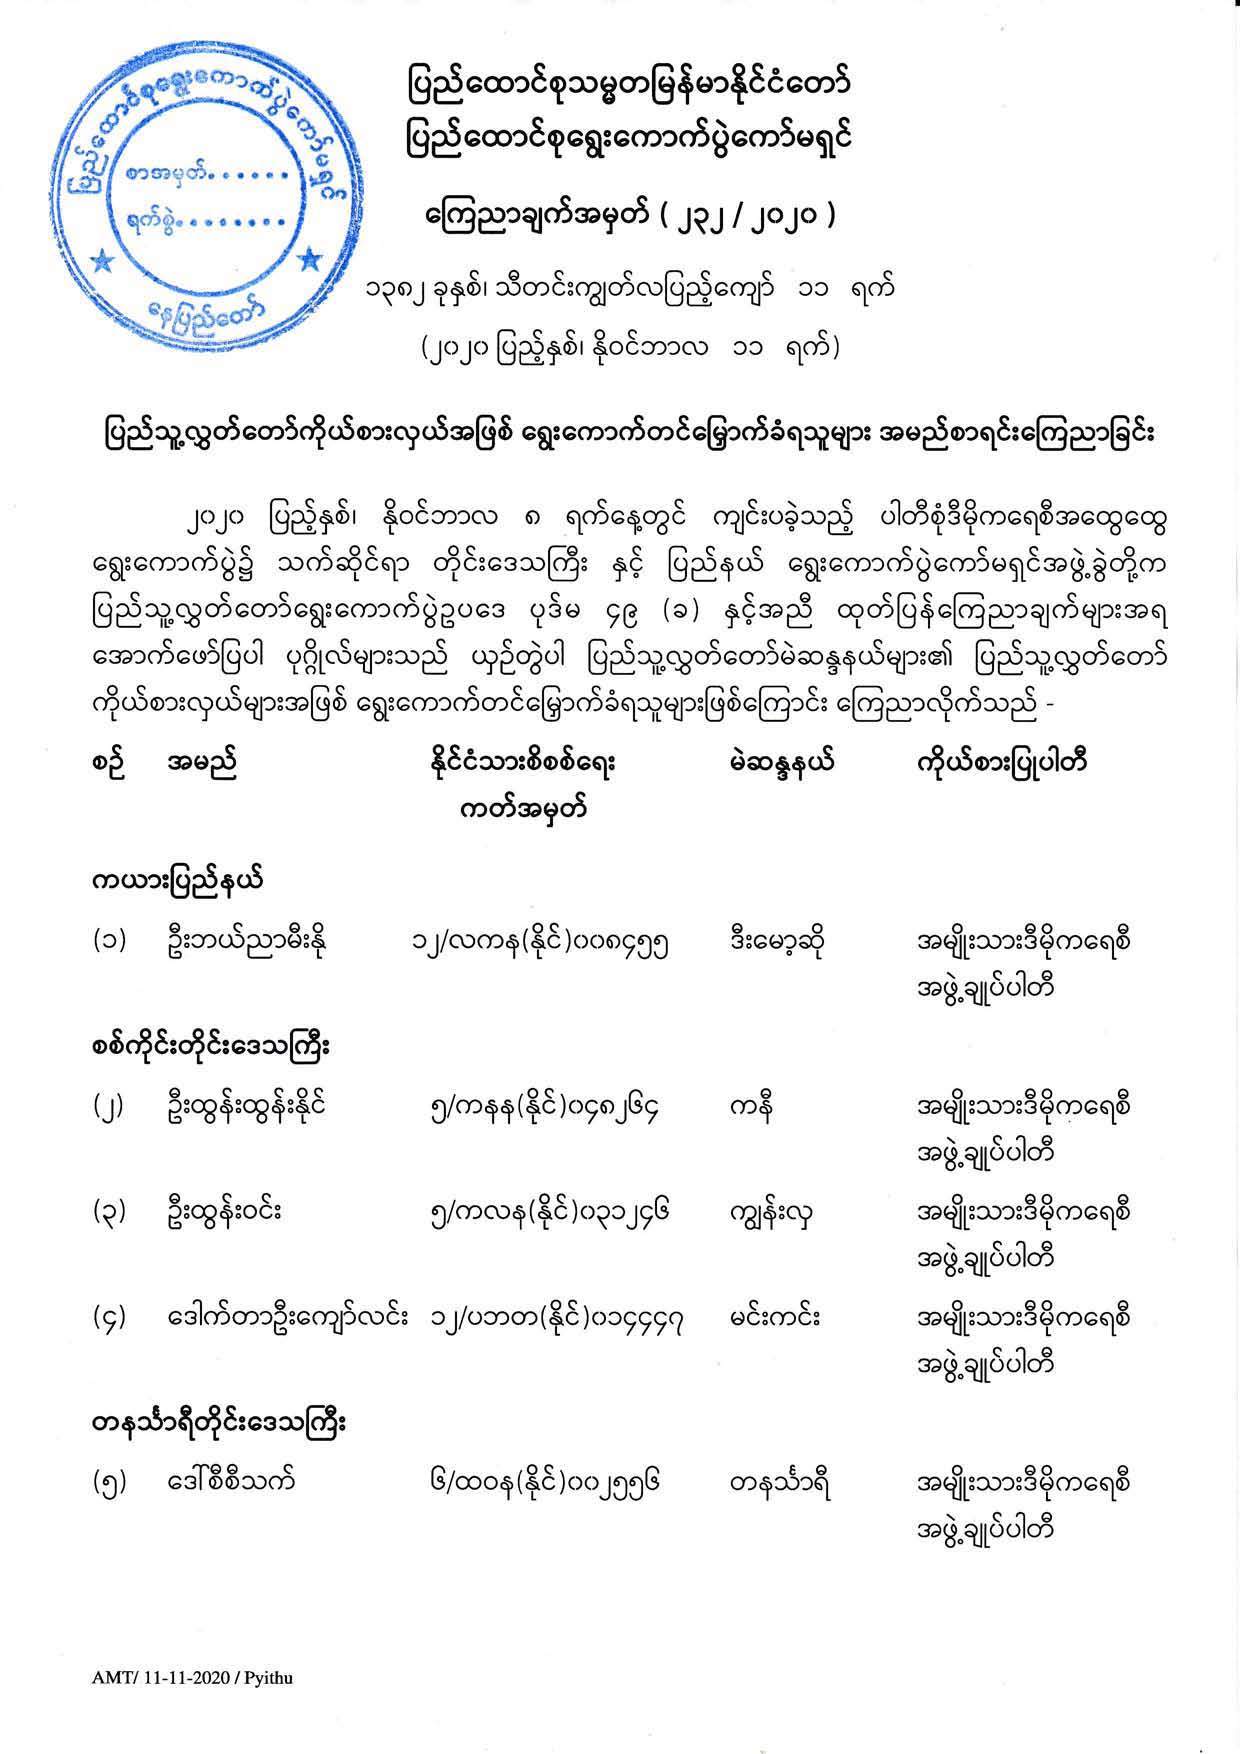 ပြည်ထောင်စုရွေးကောက်ပွဲကော်မရှင်
စာအမှတ်......
ရက်စွဲ........
နေပြည်တော်
ပြည်ထောင်စုသမ္မတမြန်မာနိုင်ငံတော်
ပြည်ထောင်စုရွေးကောက်ပွဲကော်မရှင်
ကြေညာချက်အမှတ် ( ၂၃၂ / ၂၀၂၀ )
၁၃၈၂ ခုနှစ်၊ သီတင်းကျွတ်လပြည့်ကျော် ၁၁ ရက်
(၂၀၂၀ ပြည့်နှစ်၊ နိုဝင်ဘာလ ၁၁ ရက်)
ပြည်သူ့လွှတ်တော်ကိုယ်စားလှယ်အဖြစ် ရွေးကောက်တင်မြှောက်ခံရသူများ အမည်စာရင်းကြေညာခြင်း
၂၀၂၀ ပြည့်နှစ်၊ နိုဝင်ဘာလ ၈ ရက်နေ့တွင် ကျင်းပခဲ့သည့် ပါတီစုံဒီမိုကရေစီအထွေထွေ
ရွေးကောက်ပွဲ၌ သက်ဆိုင်ရာ တိုင်းဒေသကြီး နှင့် ပြည်နယ် ရွေးကောက်ပွဲကော်မရှင်အဖွဲ့ခွဲတို့က
ပြည်သူ့လွှတ်တော်ရွေးကောက်ပွဲဥပဒေ ပုဒ်မ ၄၉ (ခ) နှင့်အညီ ထုတ်ပြန်ကြေညာချက်များအရ
အောက်ဖော်ပြပါ ပုဂ္ဂိုလ်များသည် ယှဉ်တွဲပါ ပြည်သူ့လွှတ်တော်မဲဆန္ဒနယ်များ၏ ပြည်သူ့လွှတ်တော်
ကိုယ်စားလှယ်များအဖြစ် ရွေးကောက်တင်မြှောက်ခံရသူများဖြစ်ကြောင်း ကြေညာလိုက်သည် -
စဉ် အမည် နိုင်ငံသားစိစစ်ရေး မဲဆန္ဒနယ် ကိုယ်စားပြုပါတီ
ကတ်အမှတ်
ကယားပြည်နယ်
(၁) ဦးဘယ်ညာမီးနို ၁၂/လကန(နိုင်)၀၀၈၄၅၅ ဒီးမော့ဆို အမျိုးသားဒီမိုကရေစီ
အဖွဲ့ချုပ်ပါတီ
စစ်ကိုင်းတိုင်းဒေသကြီး
(၂) ဦးထွန်းထွန်းနိုင် ၅/ကနန(နိုင်)၀၄၈၂၆၄ ကနီ အမျိုးသားဒီမိုကရေစီ
အဖွဲ့ချုပ်ပါတီ
(၃) ဦးထွန်းဝင်း ၅/ကလန(နိုင်)၀၃၁၂၄၆ ကျွန်းလှ အမျိုးသားဒီမိုကရေစီ
အဖွဲ့ချုပ်ပါတီ
(၄) ဒေါက်တာဦးကျော်လင်း ၁၂/ပဘတ(နိုင်)၀၁၄၄၄၇ မင်းကင်း အမျိုးသားဒီမိုကရေစီ
အဖွဲ့ချုပ်ပါတီ
တနင်္သာရီတိုင်းဒေသကြီး
(၅) ဒေါ်စီစီသက် ၆/ထဝန(နိုင်)၀၀၂၅၅၆ တနင်္သာရီ အမျိုးသားဒီမိုကရေစီ
အဖွဲ့ချုပ်ပါတီ
AMT/ 11-11-2020 / Pyithu